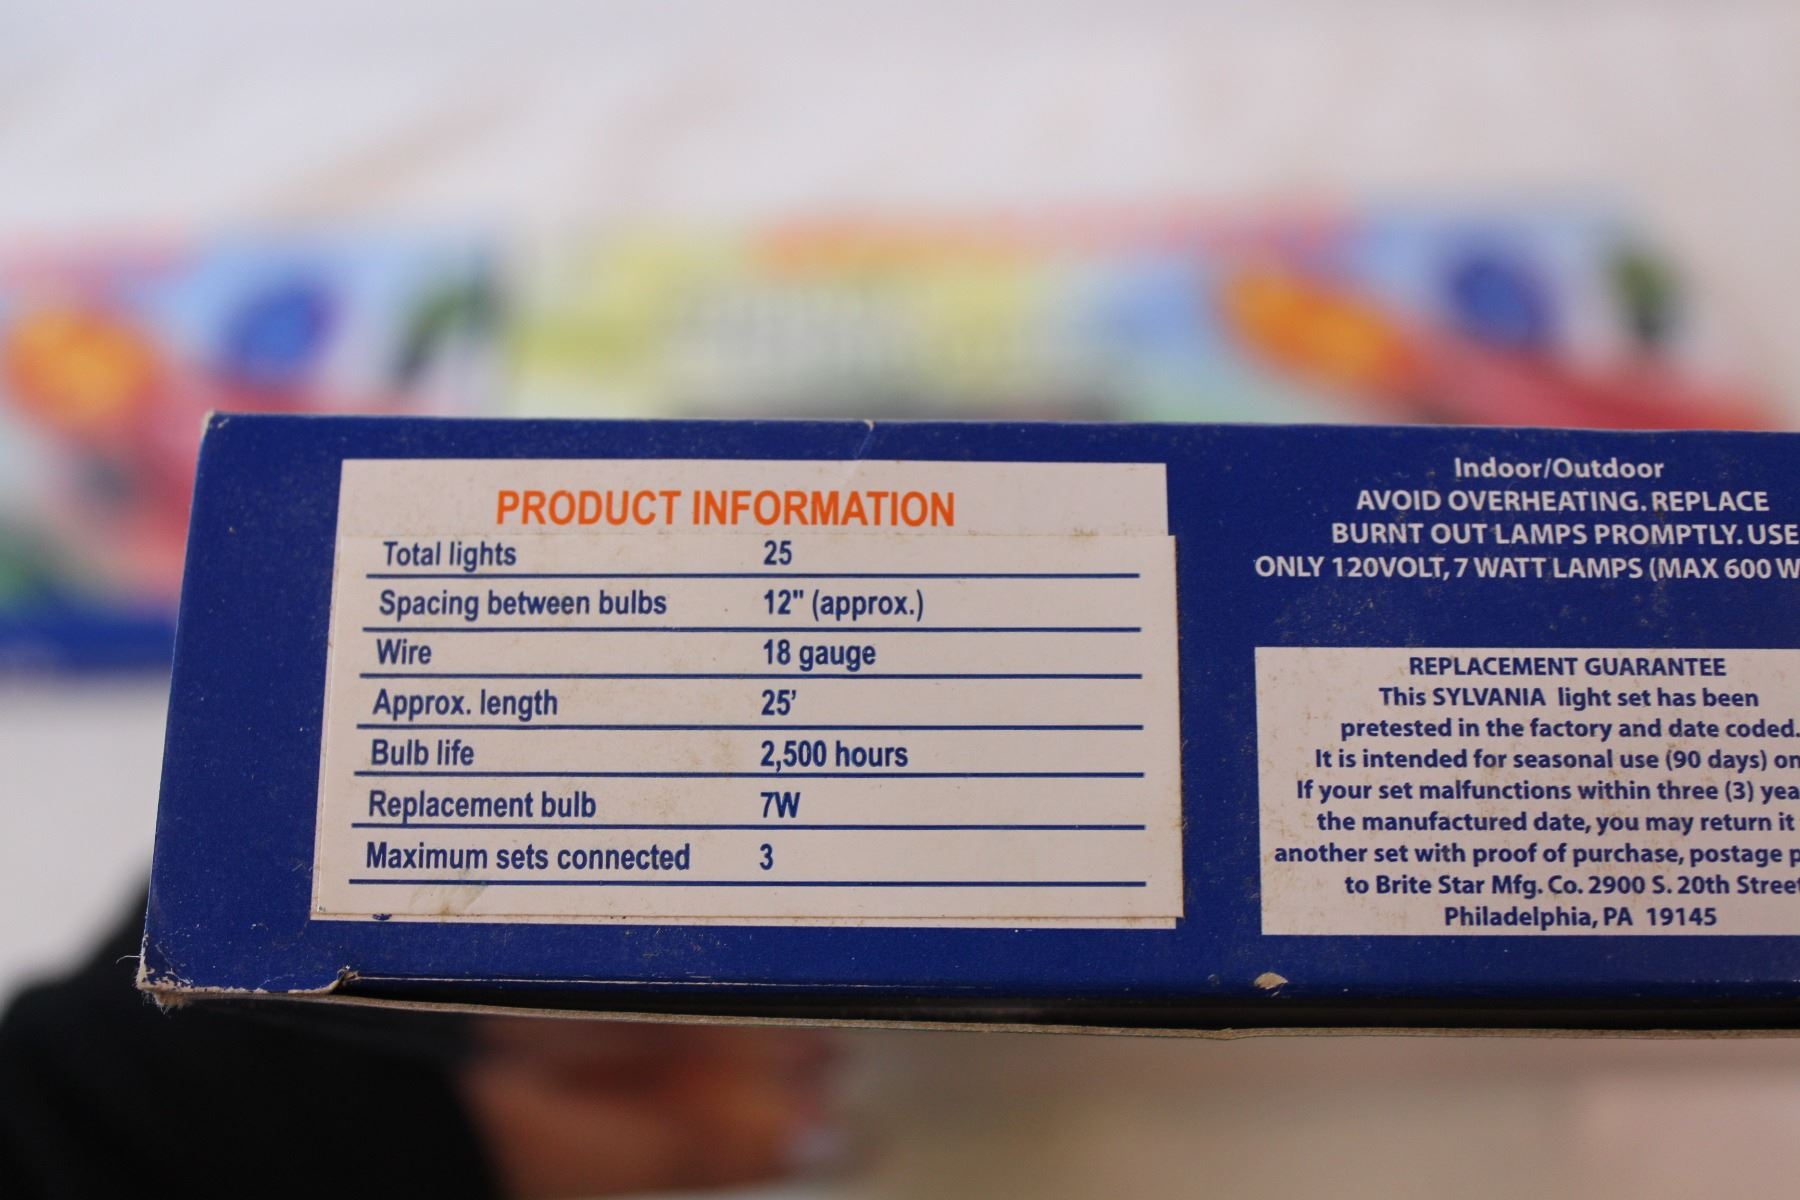 PRODUCT INFORMATION
Total lights 25
Spacing between bulbs 12" (approx.)
Wire 18 gauge
Approx. length 25'
Bulb life 2,500 hours
Replacement bulb 7W
Maximum sets connected 3
Indoor/Outdoor
AVOID OVERHEATING. REPLACE
BURNT OUT LAMPS PROMPTLY. USE
ONLY 120VOLT, 7 WATT LAMPS (MAX 600 W
REPLACEMENT GUARANTEE
This SYLVANIA light set has been
pretested in the factory and date coded.
It is intended for seasonal use (90 days)
If your set malfunctions within three (3)
the manufactured date, you may return it
another set with proof of purchase, postage
to Brite Star Mfg. Co. 2900 S. 20th Street
Philadelphia, PA 19145